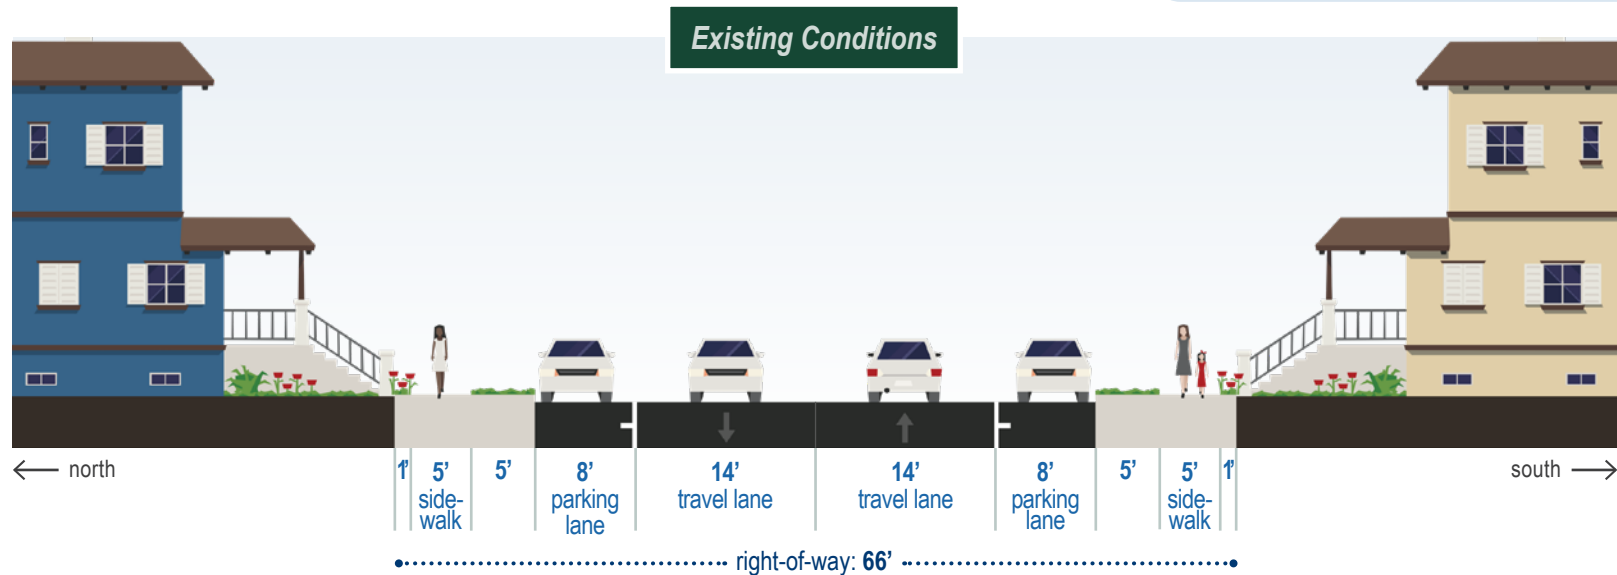 Existing Conditions
← north
south →
1’ 5’ 5’ 8’ 14’ 14’ 8’ 5’ 5’ 1’
side- parking travel lane travel lane parking side-
walk lane lane walk
right-of-way: 66’